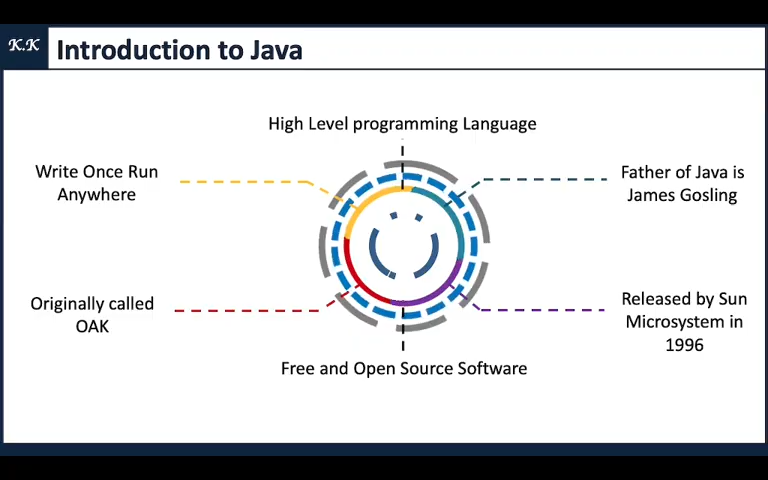 K.K
Introduction to Java
High Level programming Language
Write Once Run
Anywhere
Father of Java is
James Gosling
Originally called
OAK
Released by Sun
Microsystem in
1996
Free and Open Source Software